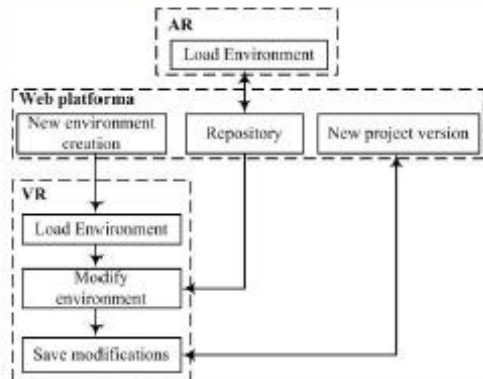 AR
Load Environment
Web platforma
New environment
creation
Repository
New project version
VR
Load Environment
Modify
environment
Save modifications